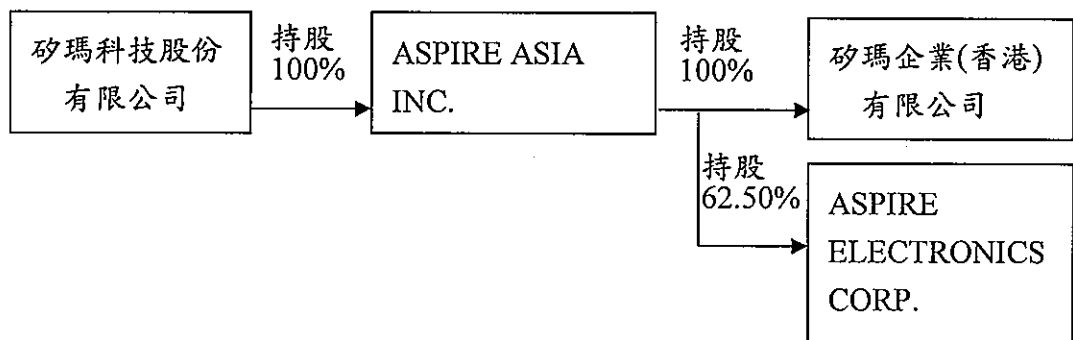 矽瑪科技股份
有限公司
持股
100%
ASPIRE ASIA
INC.
持股
100%
矽瑪企業(香港)
有限公司
持股
62.50%
ASPIRE
ELECTRONICS
CORP.